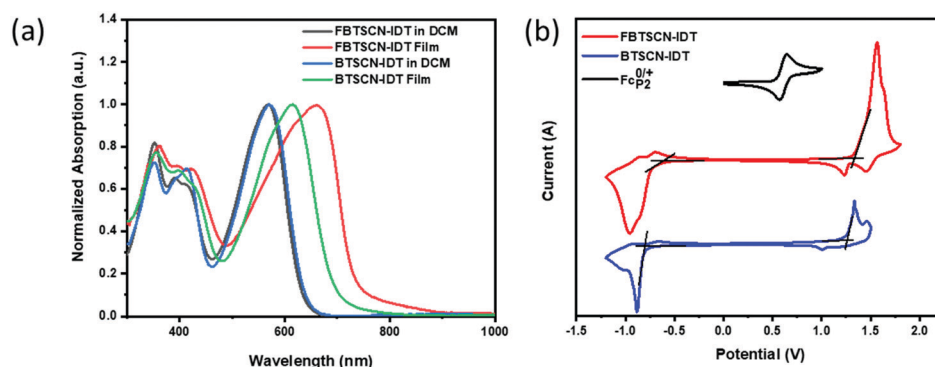 (a)
FBTSCN-IDT in DCM
FBTSCN-IDT Film
BTSCN-IDT in DCM
BTSCN-IDT Film
Normalized Absorption (a.u.)
1.2
1.0
0.8
0.6
0.4
0.2
0.0
400 600 800 1000
Wavelength (nm)
(b)
FBTSCN-IDT
BTSCN-IDT
Fc0/+P2
Current (A)
-1.5 -1.0 -0.5 0.0 0.5 1.0 1.5 2.0
Potential (V)